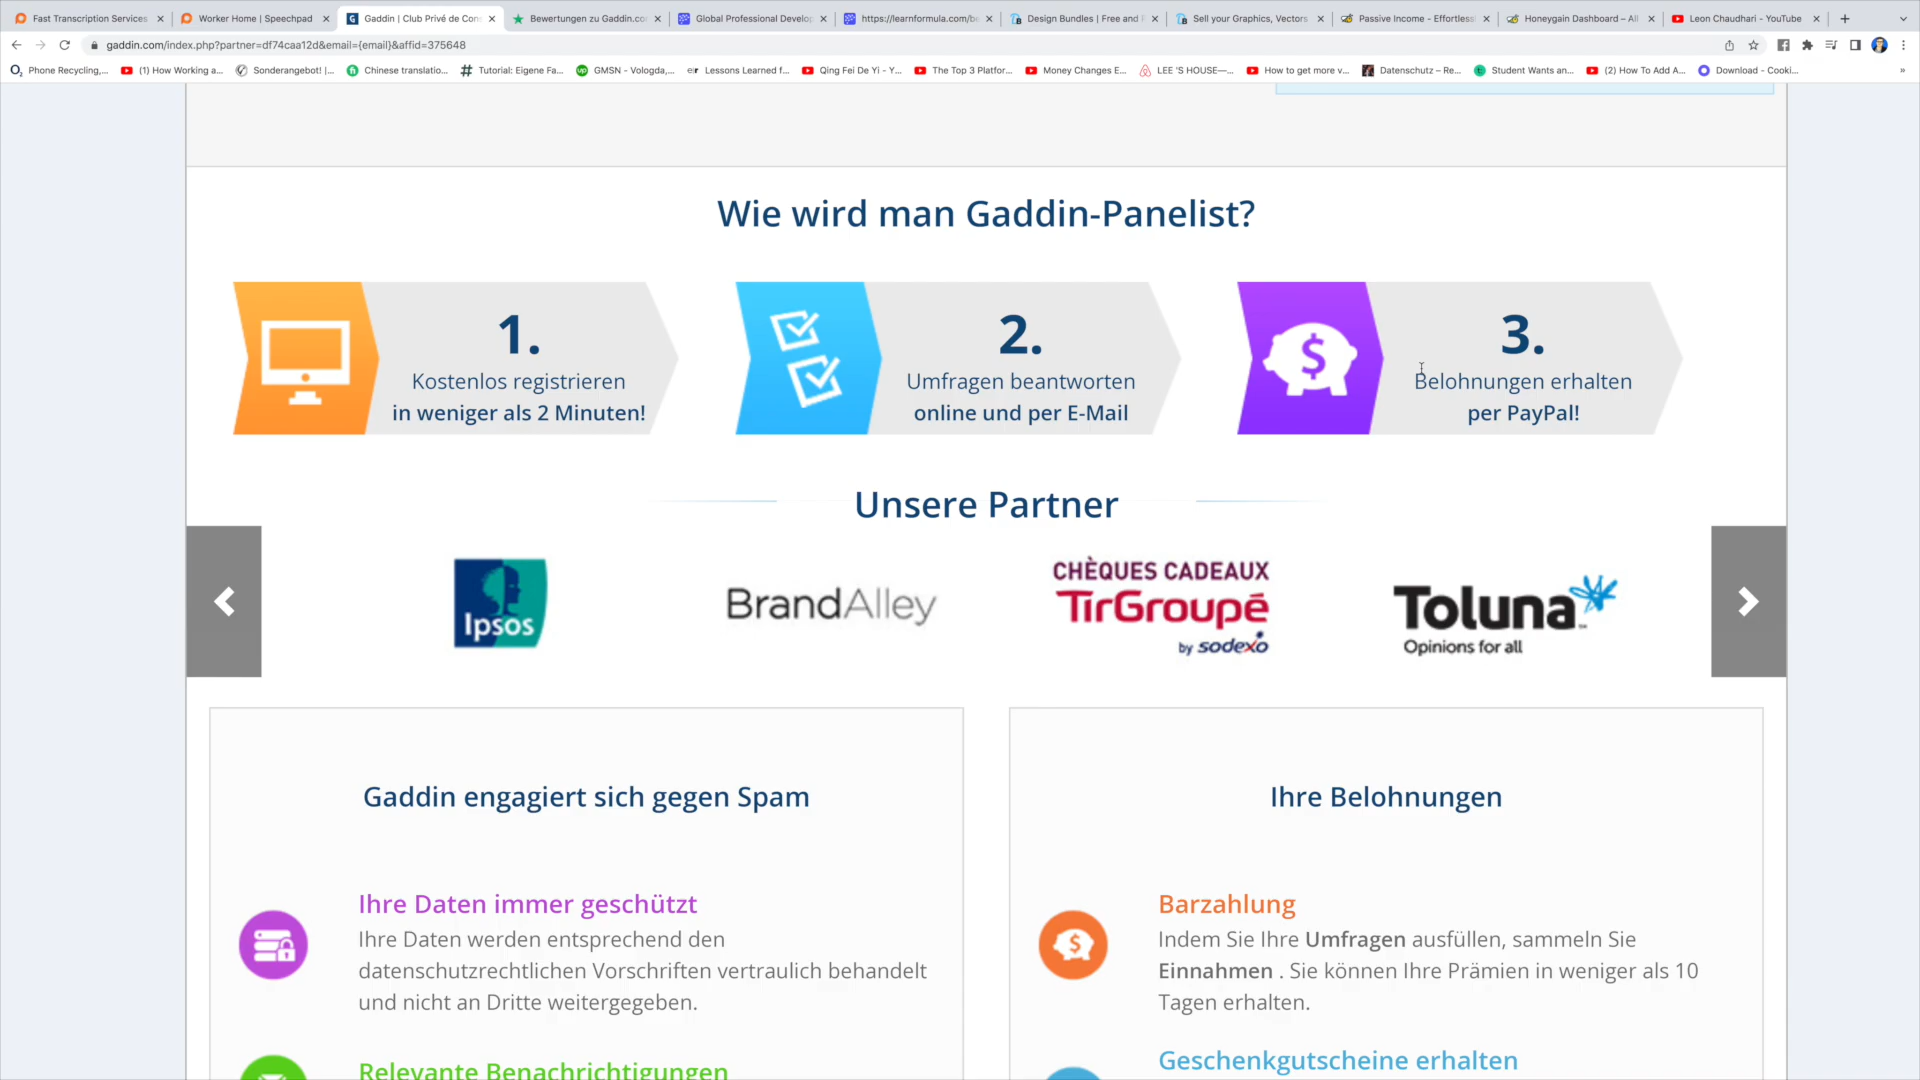 Fast Transcription Services
Worker Home | Speechpad
Gaddin | Club Privé de Con
Bewertungen zu Gaddin.co
Global Professional Develop
https://learnformula.com/b
Design Bundles | Free and
Sell your Graphics, Vectors
Passive Income - Effortless
Honeygain Dashboard – All
Leon Chaudhari - YouTube
gaddin.com/index.php?partner=df74caa12d&email={email}&affid=375648
Phone Recycling,...
(1) How Working a...
Sonderangebot! |...
Chinese translatio...
Tutorial: Eigene Fa...
GMSN - Vologda,...
Lessons Learned f...
Qing Fei De Yi - Y...
The Top 3 Platfor...
Money Changes E...
LEE 'S HOUSE—...
How to get more v...
Datenschutz – Re...
Student Wants an...
(2) How To Add A...
Download - Cooki...
Wie wird man Gaddin-Panelist?
1.
Kostenlos registrieren
in weniger als 2 Minuten!
2.
Umfragen beantworten
online und per E-Mail
3.
Belohnungen erhalten
per PayPal!
Unsere Partner
Ipsos
BrandAlley
CHÈQUES CADEAUX
TirGroupé
by sodexo
Toluna
Opinions for all
Gaddin engagiert sich gegen Spam
Ihre Daten immer geschützt
Ihre Daten werden entsprechend den
datenschutzrechtlichen Vorschriften vertraulich behandelt
und nicht an Dritte weitergegeben.
Relevante Benachrichtigungen
Ihre Belohnungen
Barzahlung
Indem Sie Ihre Umfragen ausfüllen, sammeln Sie
Einnahmen . Sie können Ihre Prämien in weniger als 10
Tagen erhalten.
Geschenkgutscheine erhalten